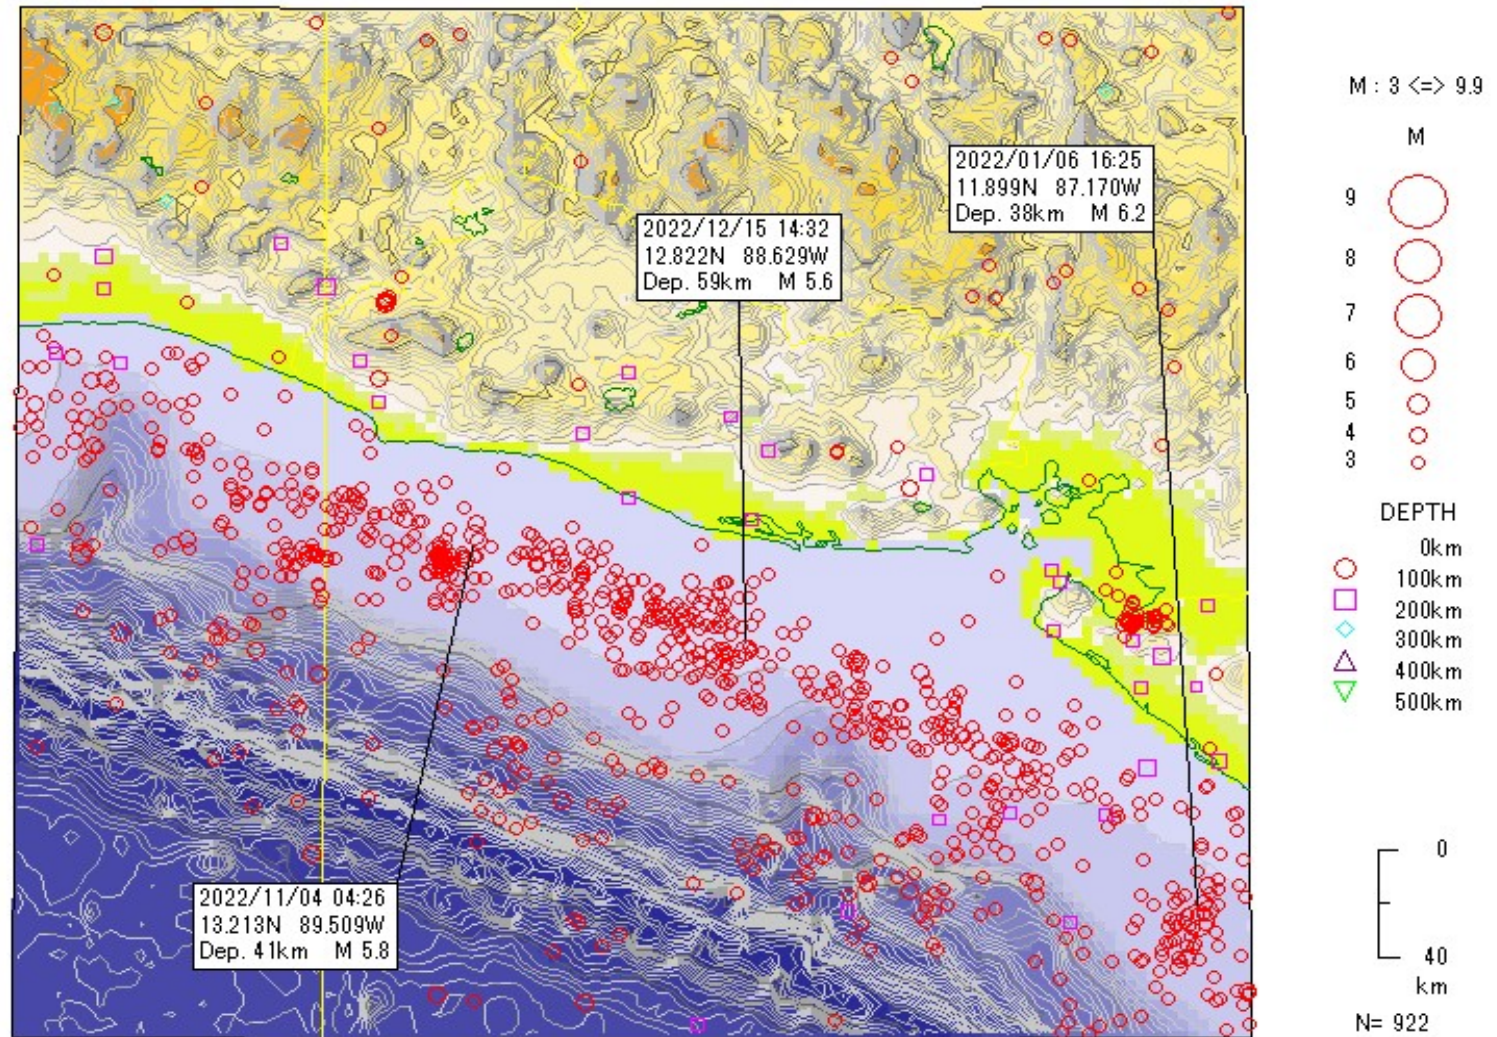 2022/01/06 16:25
11.899N 87.170W
Dep. 38km M 6.2
2022/12/15 14:32
12.822N 88.629W
Dep. 59km M 5.6
2022/11/04 04:26
13.213N 89.509W
Dep. 41km M 5.8
M : 3 <=> 9.9
M
9
8
7
6
5
4
3
DEPTH
0km
100km
200km
300km
400km
500km
0
40
km
N= 922